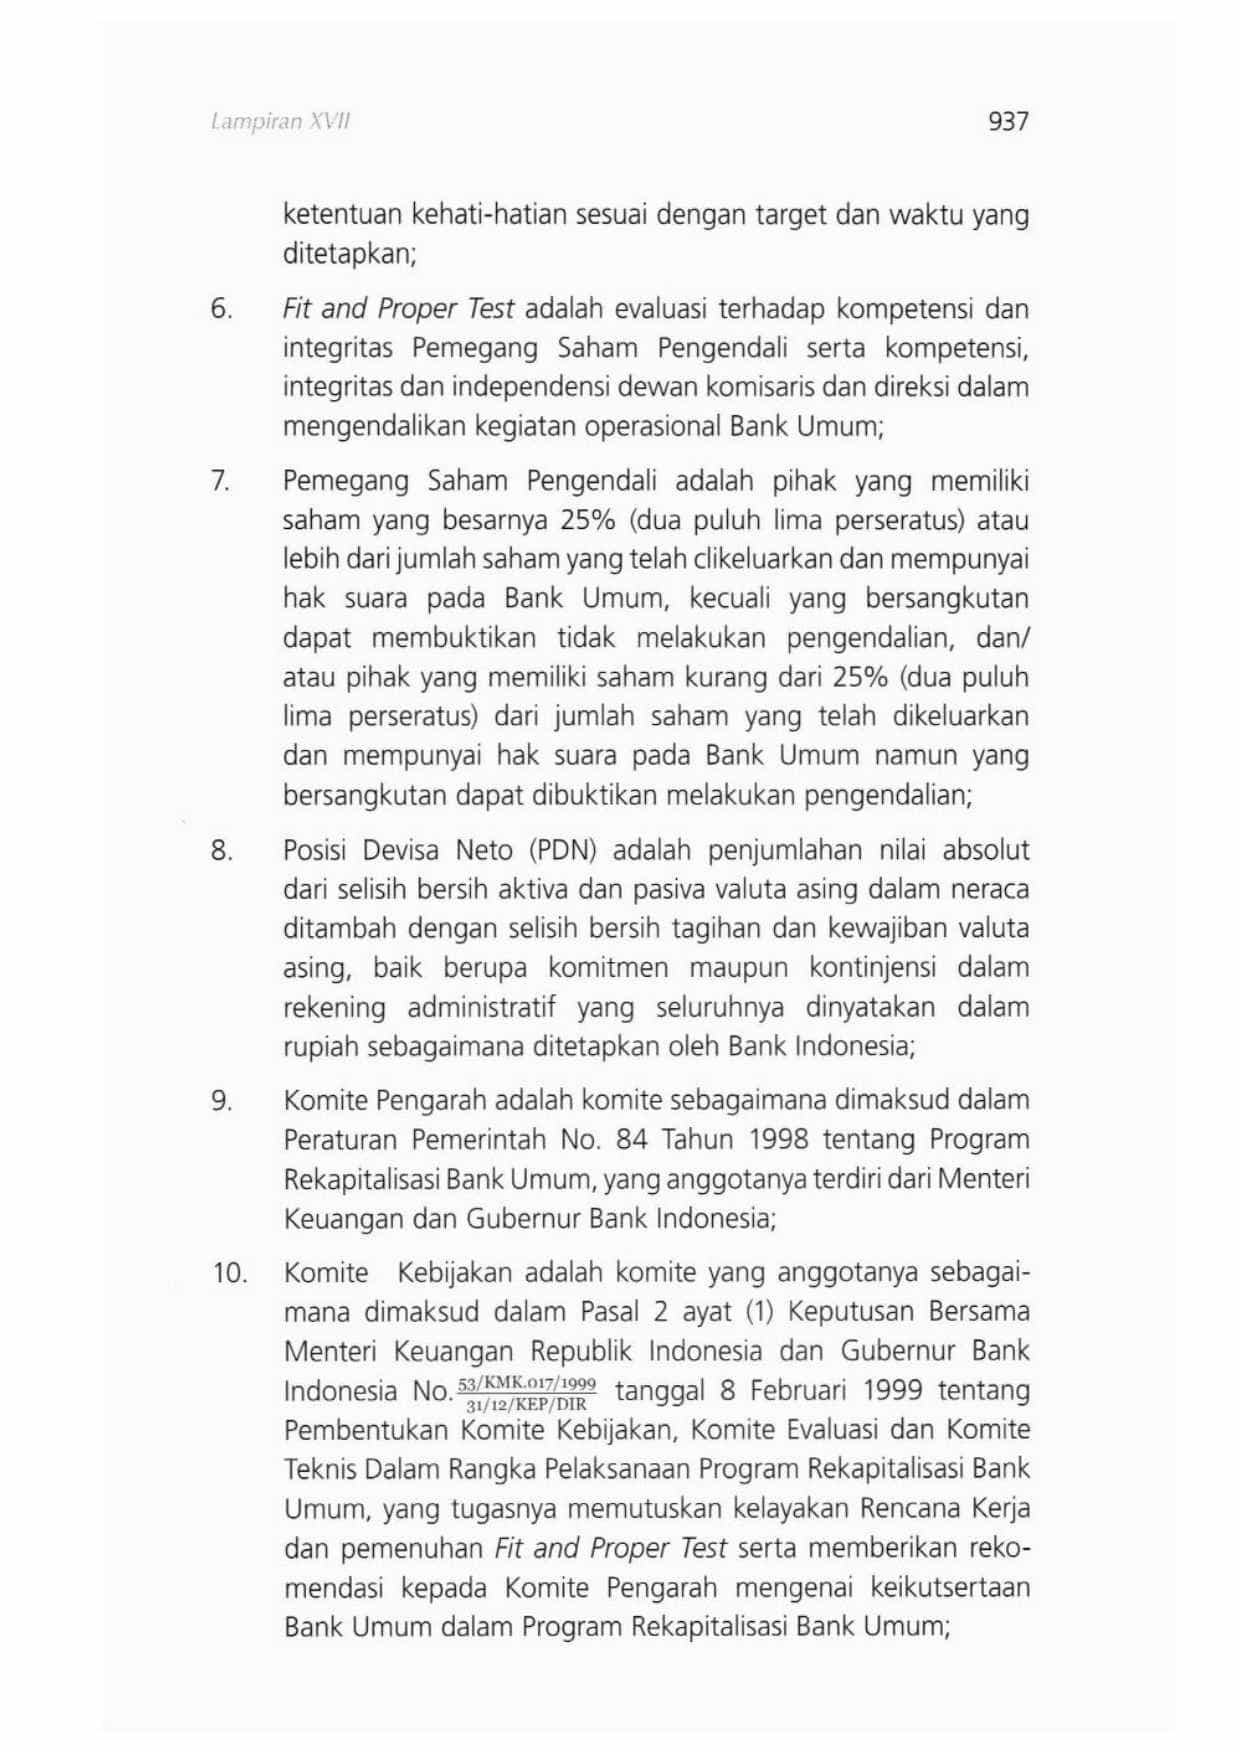 Lampiran XVII 937
ketentuan kehati-hatian sesuai dengan target dan waktu yang
ditetapkan;
6. Fit and Proper Test adalah evaluasi terhadap kompetensi dan
integritas Pemegang Saham Pengendali serta kompetensi,
integritas dan independensi dewan komisaris dan direksi dalam
mengendalikan kegiatan operasional Bank Umum;
7. Pemegang Saham Pengendali adalah pihak yang memiliki
saham yang besarnya 25% (dua puluh lima perseratus) atau
lebih dari jumlah saham yang telah clikeluarkan dan mempunyai
hak suara pada Bank Umum, kecuali yang bersangkutan
dapat membuktikan tidak melakukan pengendalian, dan/
atau pihak yang memiliki saham kurang dari 25% (dua puluh
lima perseratus) dari jumlah saham yang telah dikeluarkan
dan mempunyai hak suara pada Bank Umum namun yang
bersangkutan dapat dibuktikan melakukan pengendalian;
8. Posisi Devisa Neto (PDN) adalah penjumlahan nilai absolut
dari selisih bersih aktiva dan pasiva valuta asing dalam neraca
ditambah dengan selisih bersih tagihan dan kewajiban valuta
asing, baik berupa komitmen maupun kontinjensi dalam
rekening administratif yang seluruhnya dinyatakan dalam
rupiah sebagaimana ditetapkan oleh Bank Indonesia;
9. Komite Pengarah adalah komite sebagaimana dimaksud dalam
Peraturan Pemerintah No. 84 Tahun 1998 tentang Program
Rekapitalisasi Bank Umum, yang anggotanya terdiri dari Menteri
Keuangan dan Gubernur Bank Indonesia;
10. Komite Kebijakan adalah komite yang anggotanya sebagai-
mana dimaksud dalam Pasal 2 ayat (1) Keputusan Bersama
Menteri Keuangan Republik Indonesia dan Gubernur Bank
Indonesia No. 53/KMK.017/1999 31/12/KEP/DIR tanggal 8 Februari 1999 tentang
Pembentukan Komite Kebijakan, Komite Evaluasi dan Komite
Teknis Dalam Rangka Pelaksanaan Program Rekapitalisasi Bank
Umum, yang tugasnya memutuskan kelayakan Rencana Kerja
dan pemenuhan Fit and Proper Test serta memberikan reko-
mendasi kepada Komite Pengarah mengenai keikutsertaan
Bank Umum dalam Program Rekapitalisasi Bank Umum;